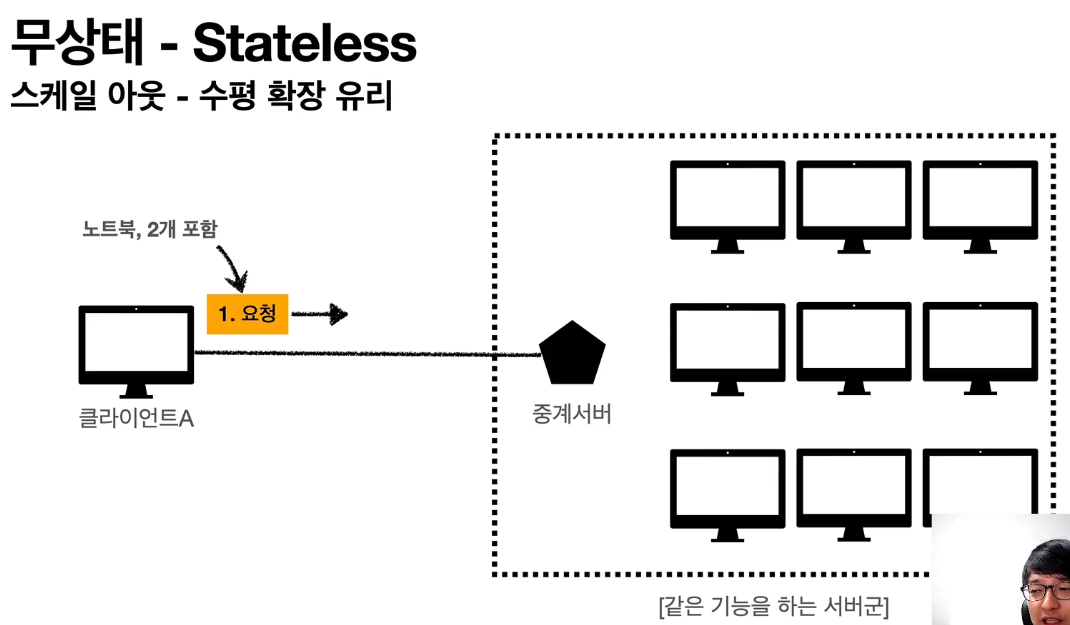 무상태 - Stateless
스케일 아웃 - 수평 확장 유리
노트북, 2개 포함
1. 요청
클라이언트A
중계서버
[같은 기능을 하는 서버군]